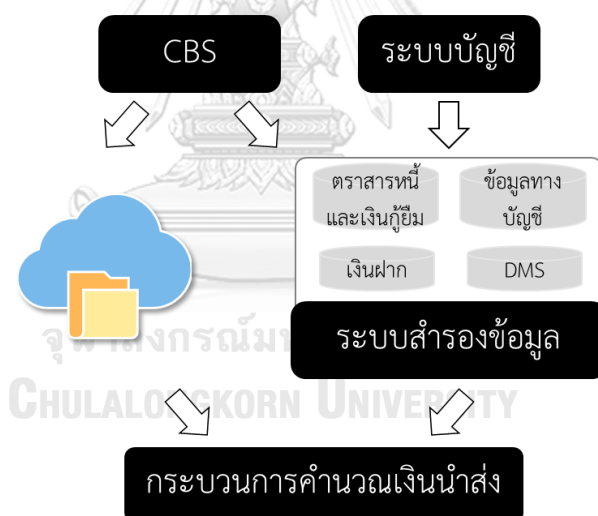 CBS
ระบบบัญชี
ตราสารหนี้
และเงินกู้ยืม
ข้อมูลทาง
บัญชี
เงินฝาก
DMS
ระบบสำรองข้อมูล
CHULALONGKORN UNIVERSITY
กระบวนการคำนวณเงินนำส่ง